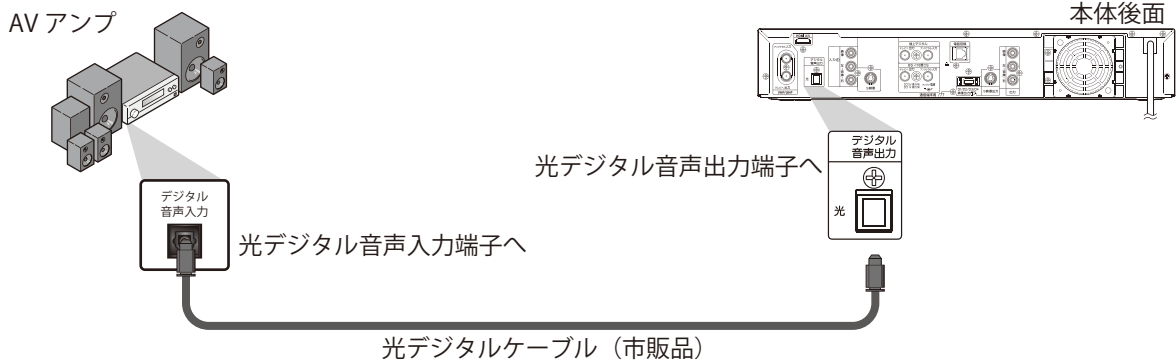 AV アンプ
本体後面
デジタル
音声出力
光
光デジタル音声出力端子へ
デジタル
音声入力
光デジタル音声入力端子へ
光デジタルケーブル（市販品）